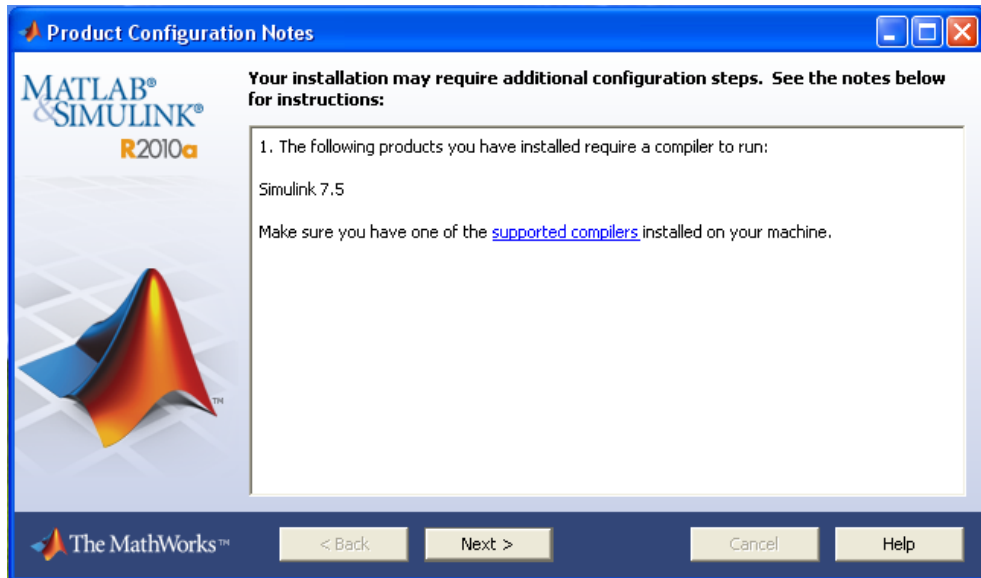 Product Configuration Notes
MATLAB®
&SIMULINK®
R2010a
Your installation may require additional configuration steps. See the notes below
for instructions:
1. The following products you have installed require a compiler to run:
Simulink 7.5
Make sure you have one of the supported compilers installed on your machine.
TM
The MathWorks™
< Back
Next >
Cancel
Help